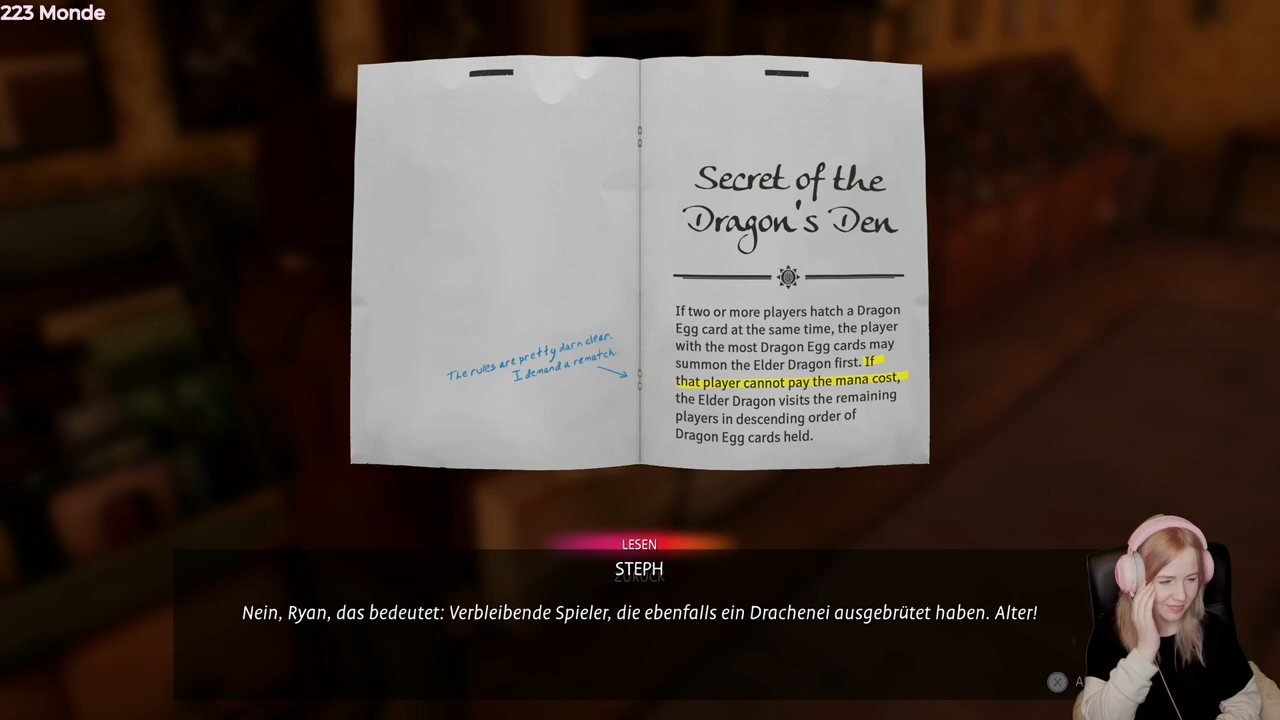 223 Monde
Secret of the
Dragon's Den
If two or more players hatch a Dragon
Egg card at the same time, the player
with the most Dragon Egg cards may
summon the Elder Dragon first. If
that player cannot pay the mana cost,
the Elder Dragon visits the remaining
players in descending order of
Dragon Egg cards held.
The rules are pretty darn clear.
I demand a rematch.
LESEN
STEPH
ZURÜCK
Nein, Ryan, das bedeutet: Verbleibende Spieler, die ebenfalls ein Drachenei ausgebrütet haben. Alter!